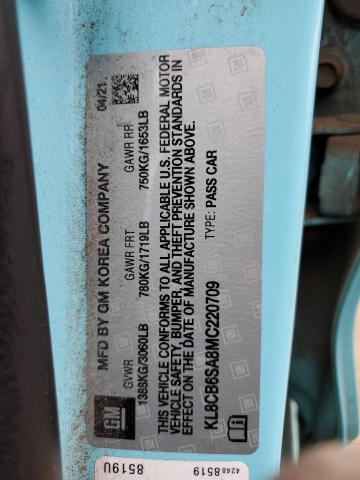 MFD BY GM KOREA COMPANY
04/21
GVWR
GAWR FRT
GAWR RR
1388KG/3060LB
780KG/1719LB
750KG/1653LB
THIS VEHICLE CONFORMS TO ALL APPLICABLE U.S. FEDERAL MOTOR
VEHICLE SAFETY, BUMPER, AND THEFT PREVENTION STANDARDS IN
EFFECT ON THE DATE OF MANUFACTURE SHOWN ABOVE.
KL8CB6SA8MC220709
TYPE: PASS CAR
GM
4248 8519
8519U